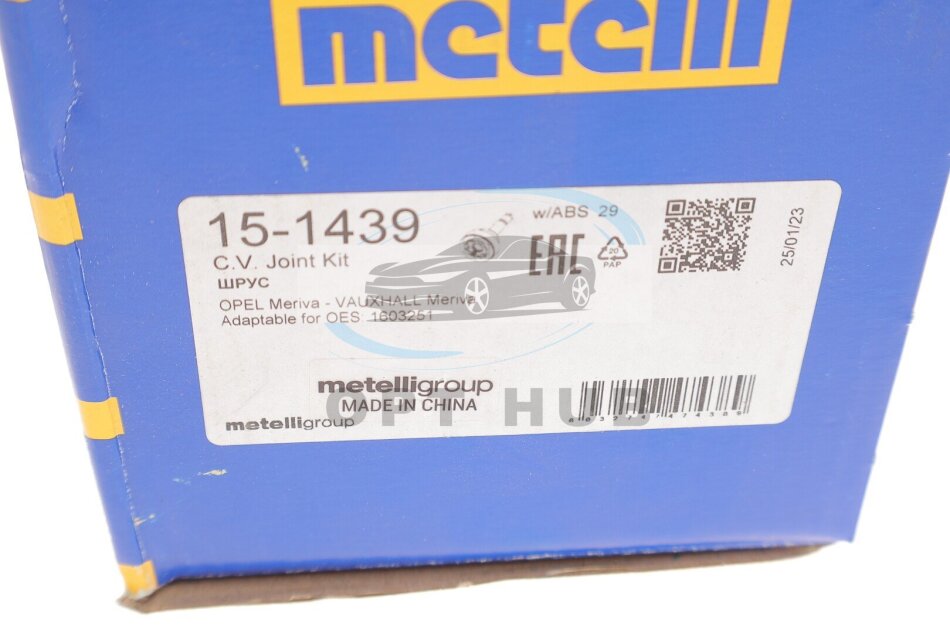 metelli
15-1439
w/ABS 29
C.V. Joint Kit
ШРУС
EAC
20
PAP
25/01/23
OPEL Meriva - VAUXHALL Meriva
Adaptable for OES: 1603251
metelligroup
MADE IN CHINA
OPT HUB
metelligroup